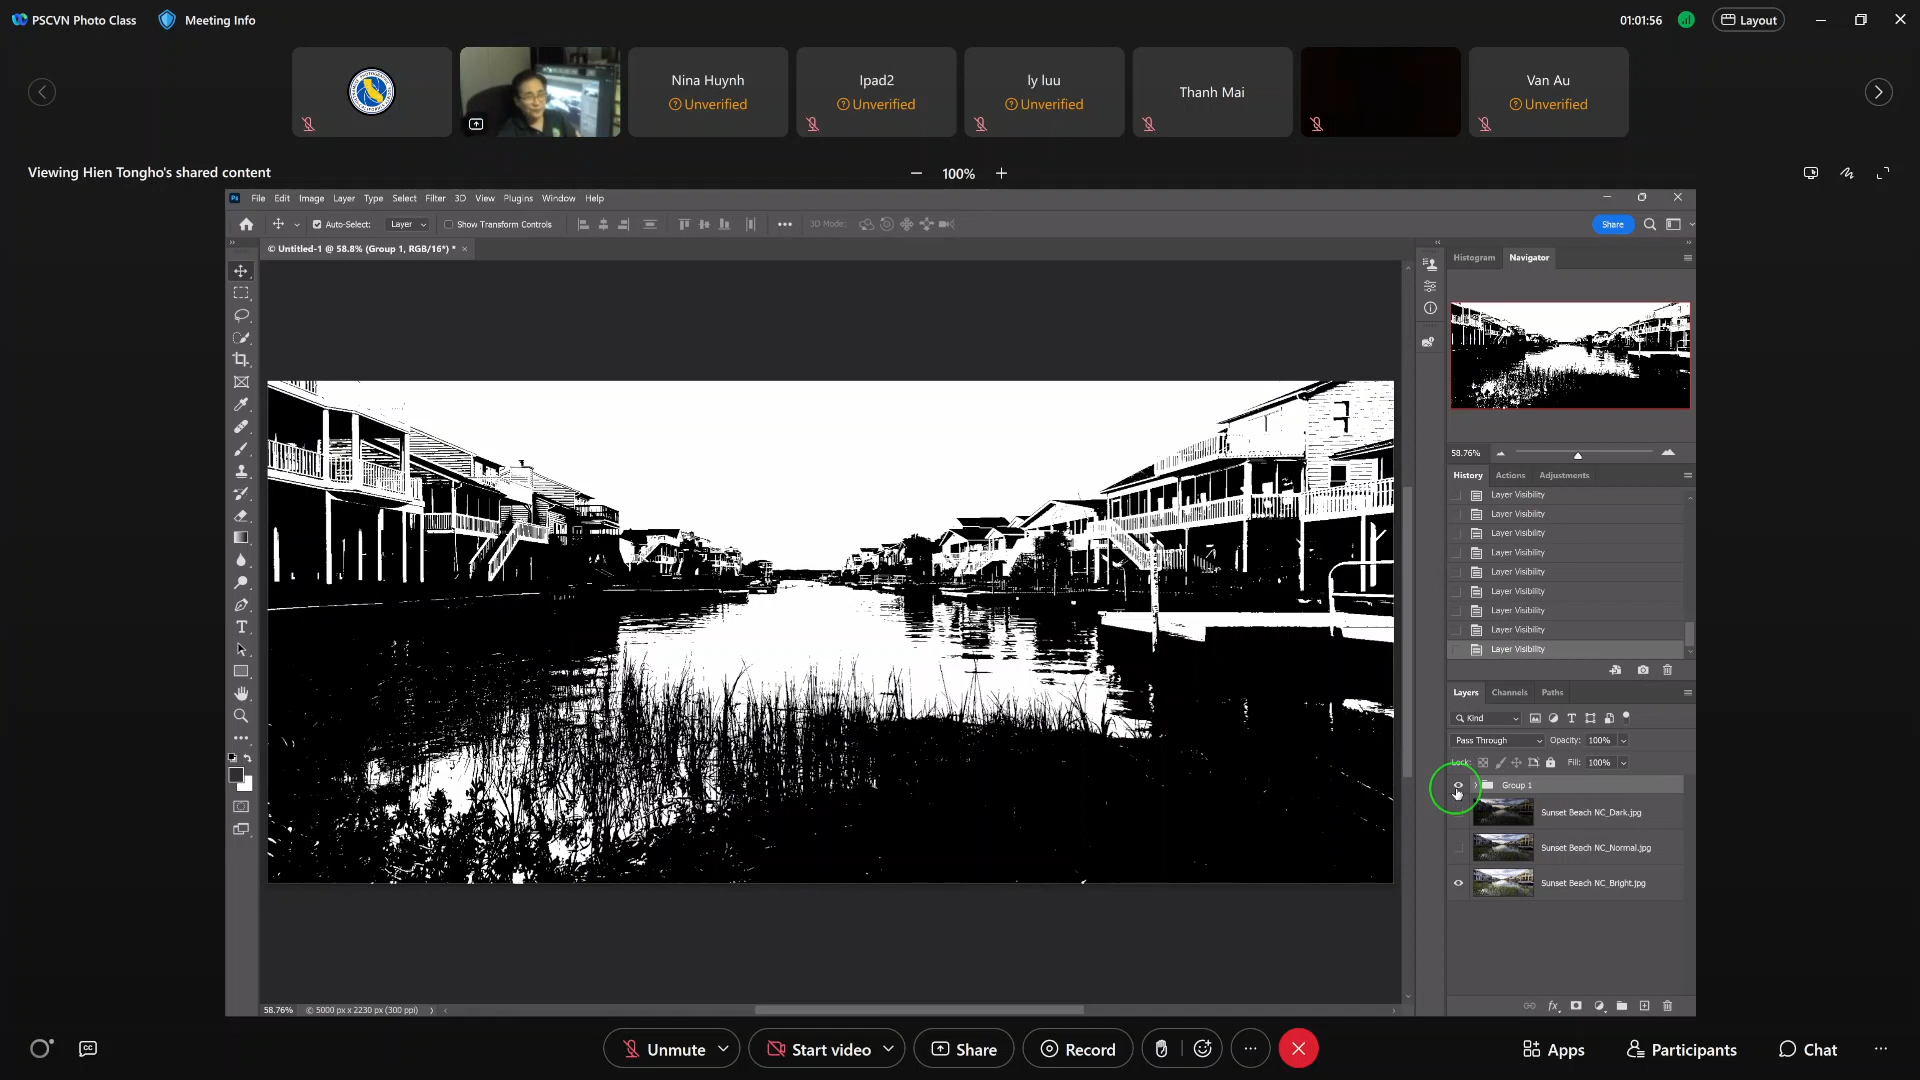 PSCVN Photo Class
Meeting Info
01:01:56
Layout
Nina Huynh
Unverified
Ipad2
Unverified
ly luu
Unverified
Thanh Mai
Van Au
Unverified
Viewing Hien Tongho's shared content
100%
Ps File Edit Image Layer Type Select Filter 3D View Plugins Window Help
Auto-Select: Layer Show Transform Controls 3D Mode: Share
© Untitled-1 @ 58.8% (Group 1, RGB/16*) *
Histogram Navigator
58.76%
History Actions Adjustments
Layer Visibility
Layer Visibility
Layer Visibility
Layer Visibility
Layer Visibility
Layer Visibility
Layer Visibility
Layer Visibility
Layer Visibility
Layers Channels Paths
Kind
Pass Through Opacity: 100%
Lock: Fill: 100%
Group 1
Sunset Beach NC_Dark.jpg
Sunset Beach NC_Normal.jpg
Sunset Beach NC_Bright.jpg
58.76% © 5000 px x 2230 px (300 ppi)
Unmute
Start video
Share
Record
Apps
Participants
Chat